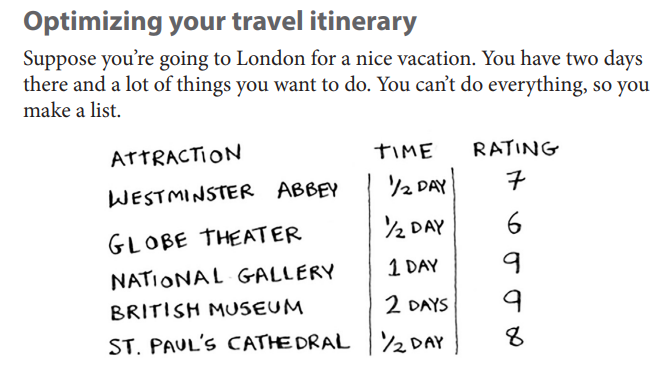 Optimizing your travel itinerary
Suppose you're going to London for a nice vacation. You have two days
there and a lot of things you want to do. You can't do everything, so you
make a list.
ATTRACTION TIME RATING
WESTMINSTER ABBEY 1/2 DAY 7
GLOBE THEATER 1/2 DAY 6
NATIONAL GALLERY 1 DAY 9
BRITISH MUSEUM 2 DAYS 9
ST. PAUL'S CATHEDRAL 1/2 DAY 8